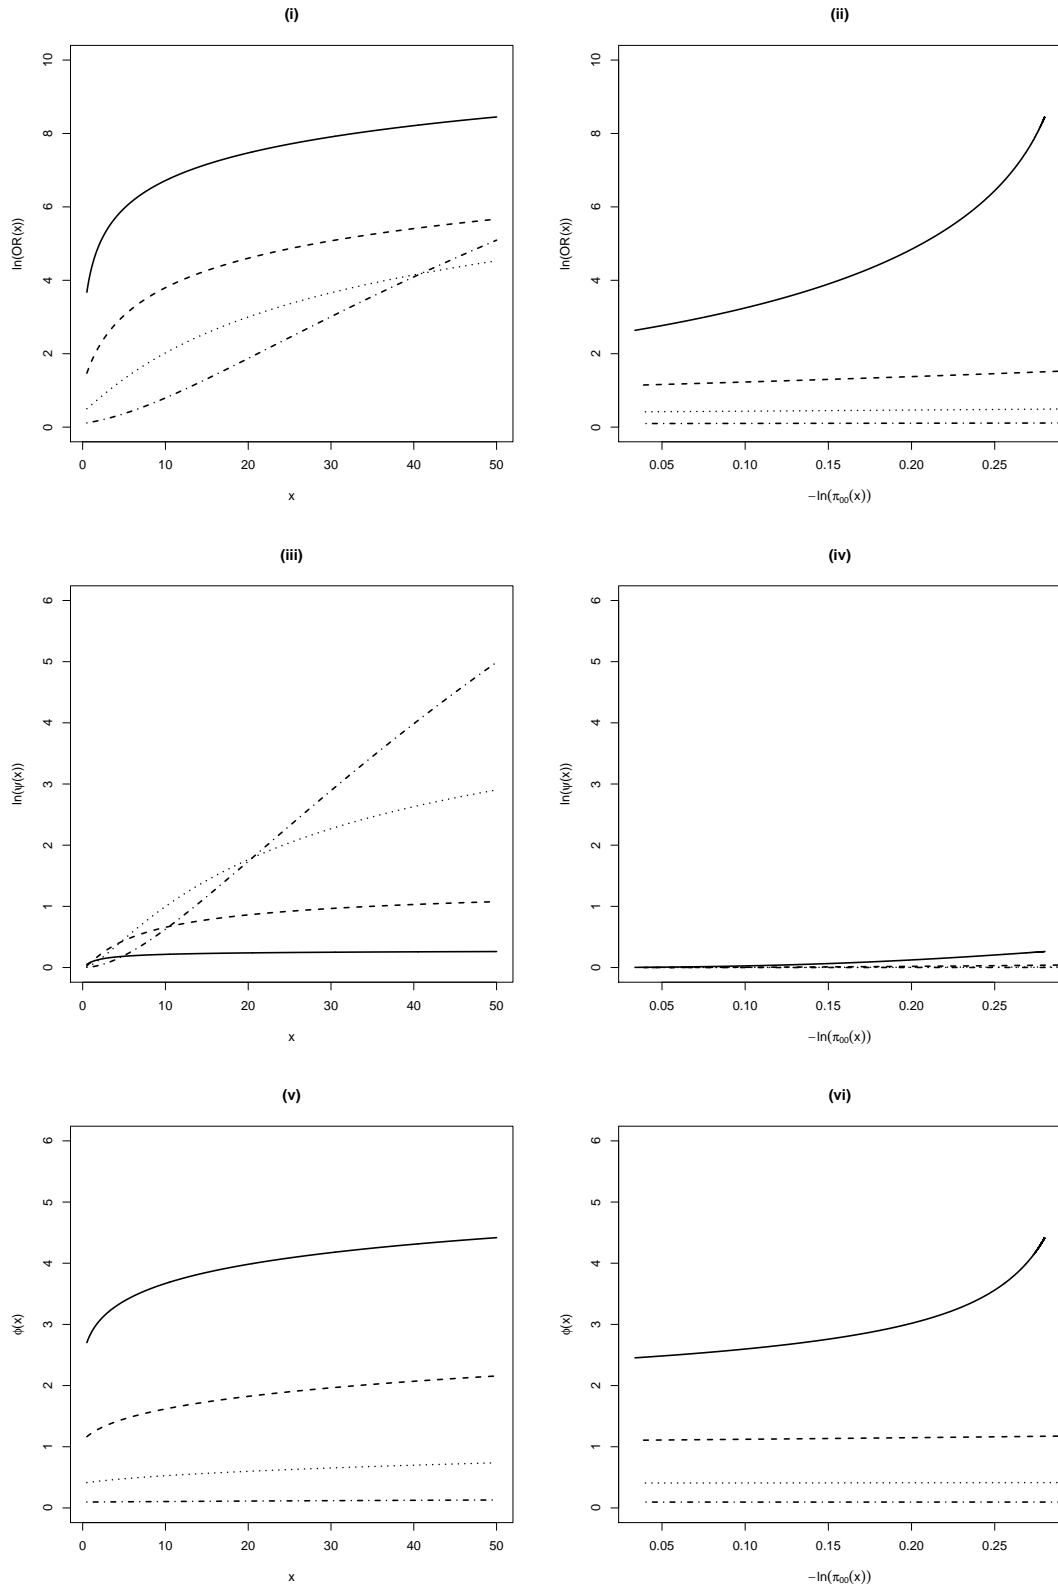 (i)
ln(OR(x))
0 2 4 6 8 10
0 10 20 30 40 50
x
(ii)
ln(OR(x))
0 2 4 6 8 10
0.05 0.10 0.15 0.20 0.25
−ln(π₀₀(x))
(iii)
ln(ψ(x))
0 1 2 3 4 5 6
0 10 20 30 40 50
x
(iv)
ln(ψ(x))
0 1 2 3 4 5 6
0.05 0.10 0.15 0.20 0.25
−ln(π₀₀(x))
(v)
ϕ(x)
0 1 2 3 4 5 6
0 10 20 30 40 50
x
(vi)
ϕ(x)
0 1 2 3 4 5 6
0.05 0.10 0.15 0.20 0.25
−ln(π₀₀(x))